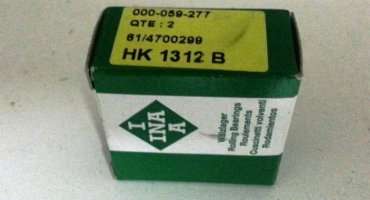 000-059-277
QTE : 2
61/4700299
HK 1312 B
I
INA
A
Wälzlager
Rolling Bearings
Roulements
Cuscinetti volventi
Rodamientos